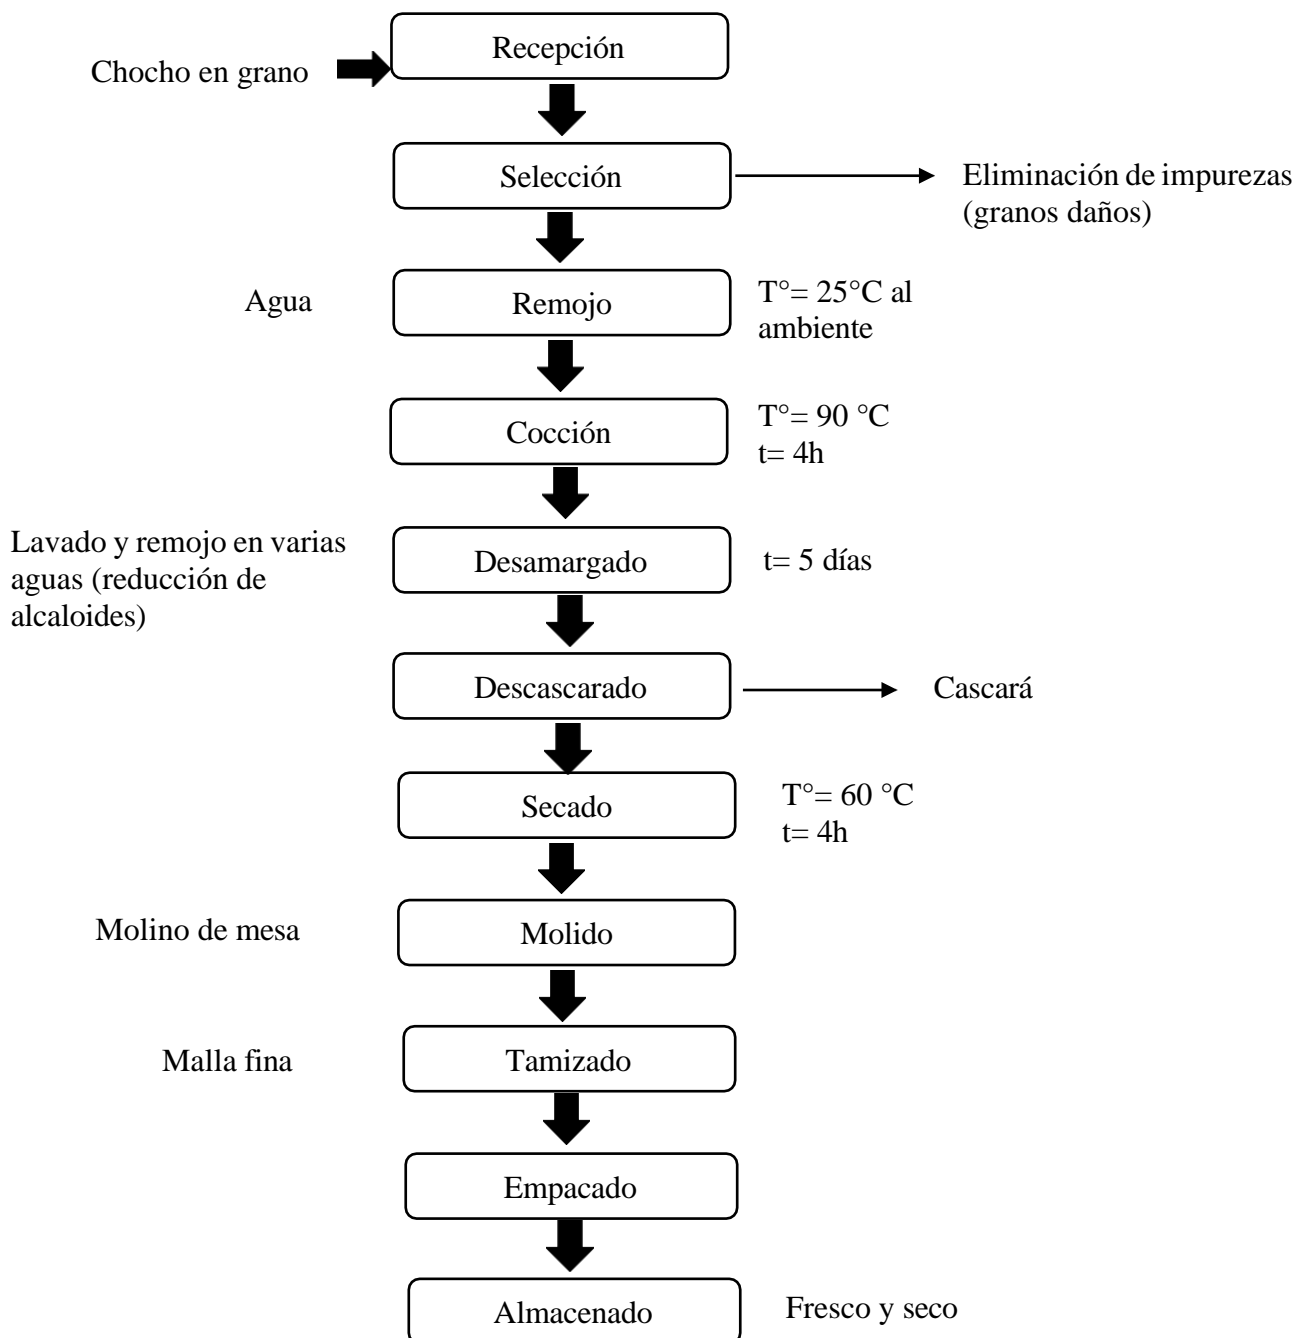 Recepción
Chocho en grano
Selección
Eliminación de impurezas
(granos daños)
Agua
Remojo
T°= 25°C al
ambiente
Cocción
T°= 90 °C
t= 4h
Lavado y remojo en varias
aguas (reducción de
alcaloides)
Desamargado
t= 5 días
Descascarado
Cascará
Secado
T°= 60 °C
t= 4h
Molino de mesa
Molido
Malla fina
Tamizado
Empacado
Almacenado
Fresco y seco